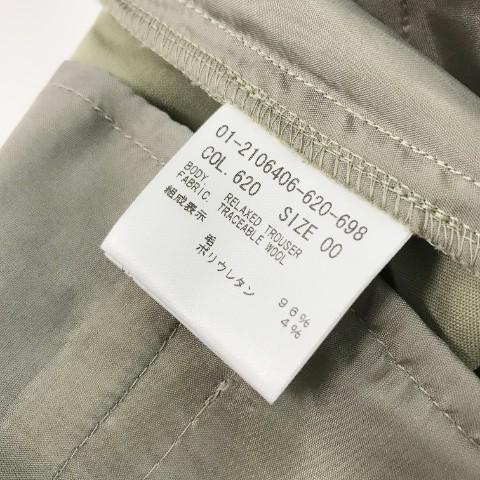 01-2106406-620-698
COL. 620 SIZE 00
BODY. RELAXED TROUSER
FABRIC. TRACEABLE WOOL
組成表示
毛 96%
ポリウレタン 4%